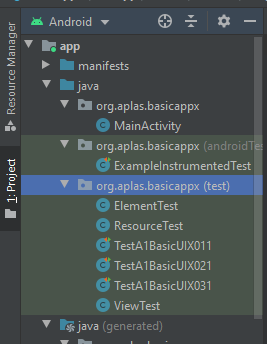 Android
app
manifests
java
org.aplas.basicappx
MainActivity
org.aplas.basicappx (androidTes
ExampleInstrumentedTest
org.aplas.basicappx (test)
ElementTest
ResourceTest
TestA1BasicUIX011
TestA1BasicUIX021
TestA1BasicUIX031
ViewTest
java (generated)
Resource Manager
1: Project